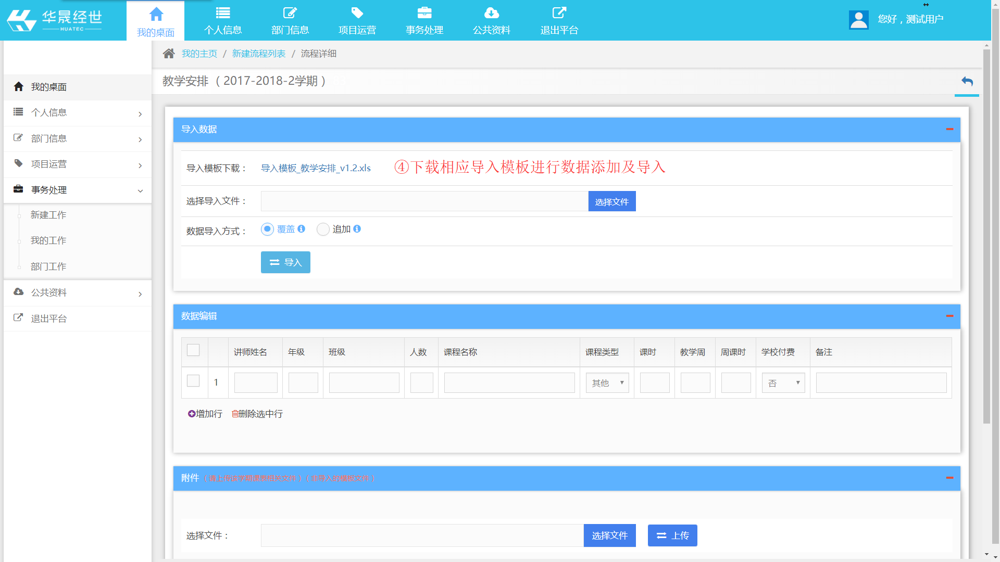 华晟经世
HUATEC
我的桌面
个人信息
部门信息
项目运营
事务处理
公共资料
退出平台
您好，测试用户
我的主页 / 新建流程列表 / 流程详细
教学安排（2017-2018-2学期）
我的桌面
个人信息
部门信息
项目运营
事务处理
新建工作
我的工作
部门工作
公共资料
退出平台
导入数据
导入模板下载： 导入模板_教学安排_v1.2.xls ④下载相应导入模板进行数据添加及导入
选择导入文件： 选择文件
数据导入方式： 覆盖 追加
导入
数据编辑
讲师姓名 年级 班级 人数 课程名称 课程类型 课时 教学周 周课时 学校付费 备注
1 其他 否
增加行 删除选中行
附件（请上传该学期课表相关文件）（非导入的模板文件）
选择文件： 选择文件 上传